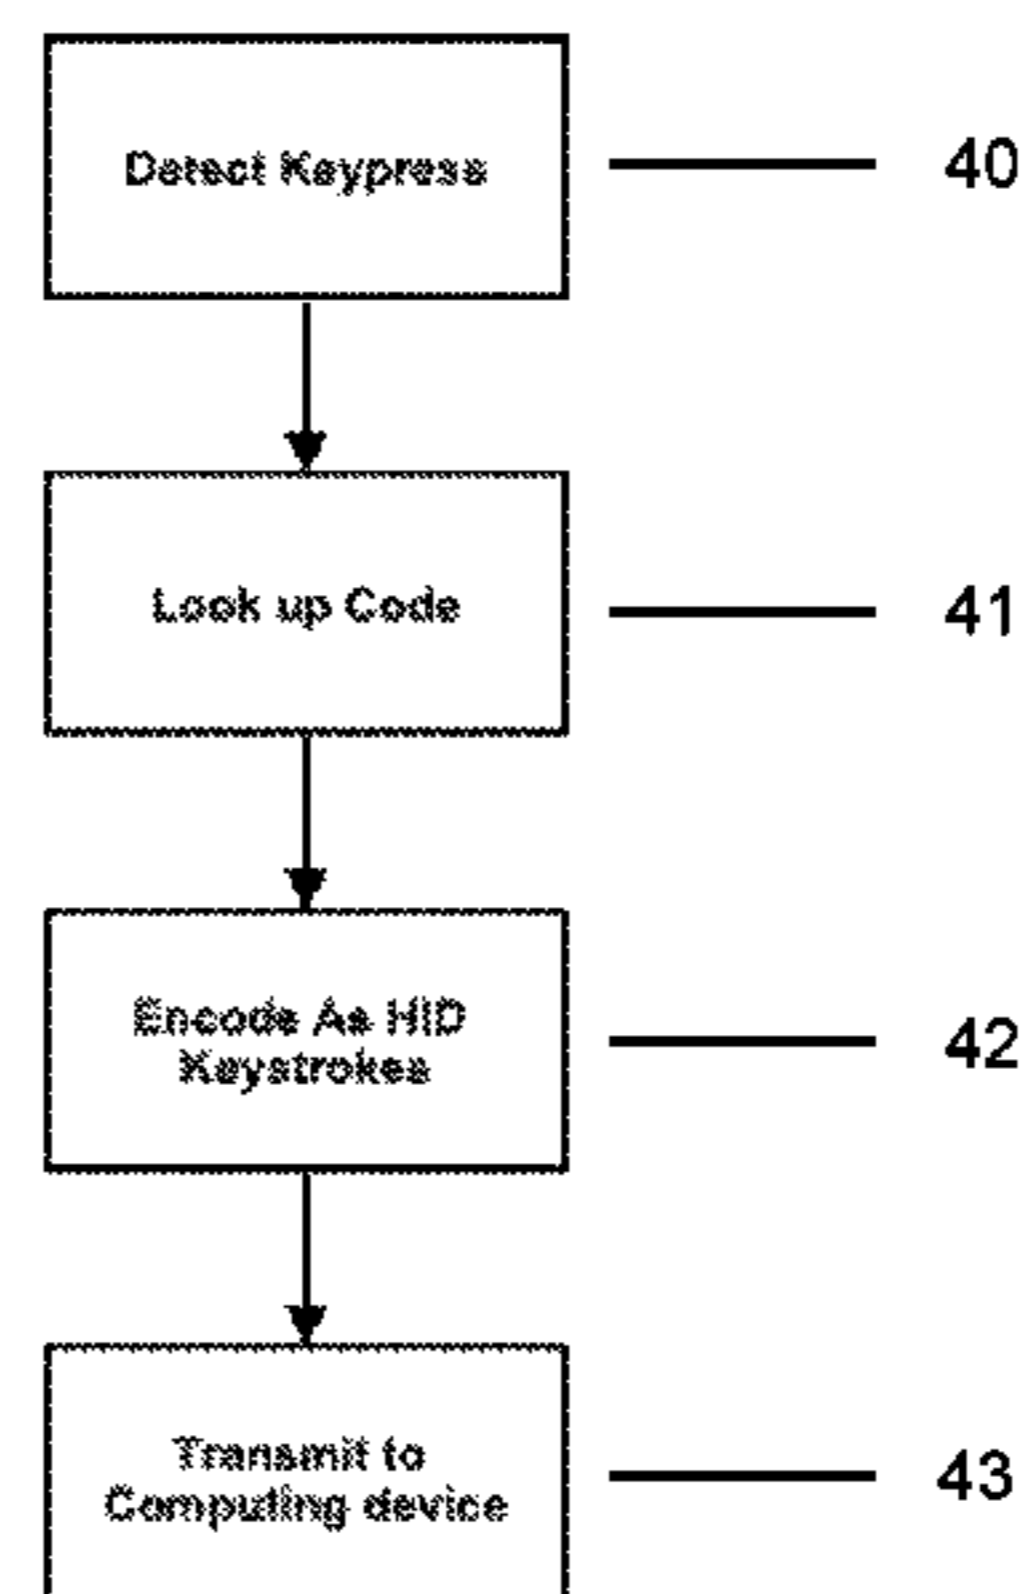 Detect Keypress
40
Look up Code
41
Encode As HID
Keystrokes
42
Transmit to
Computing device
43